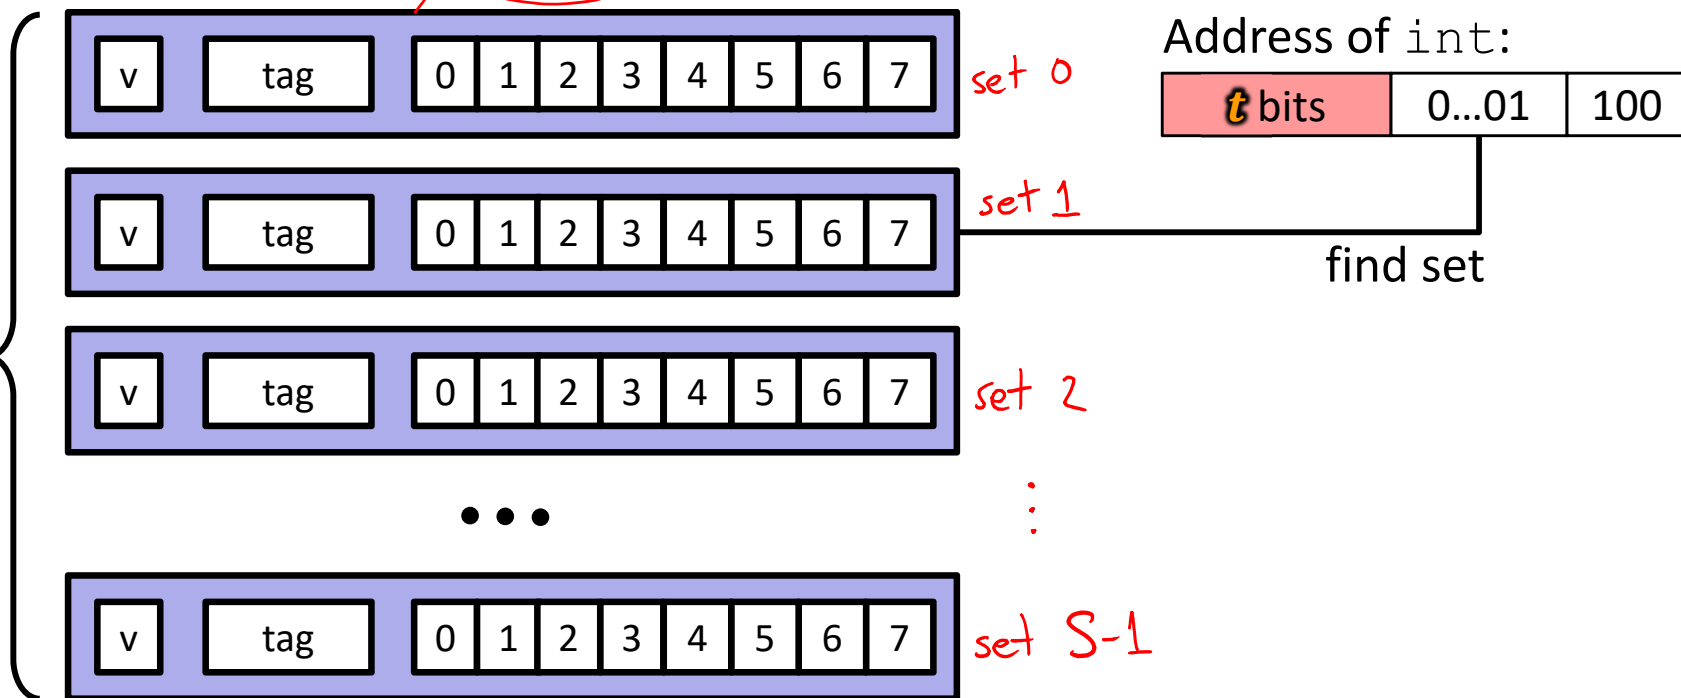 v tag 0 1 2 3 4 5 6 7 set 0
Address of int:
t bits 0...01 100
v tag 0 1 2 3 4 5 6 7 set 1
find set
v tag 0 1 2 3 4 5 6 7 set 2
•••
⋮
v tag 0 1 2 3 4 5 6 7 set S-1